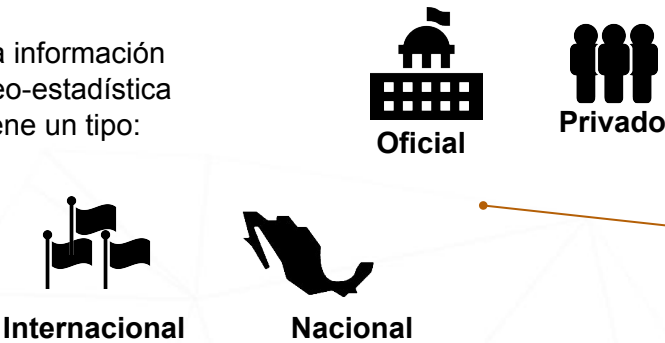 a información
eo-estadística
ene un tipo:
Oficial
Privado
Internacional
Nacional